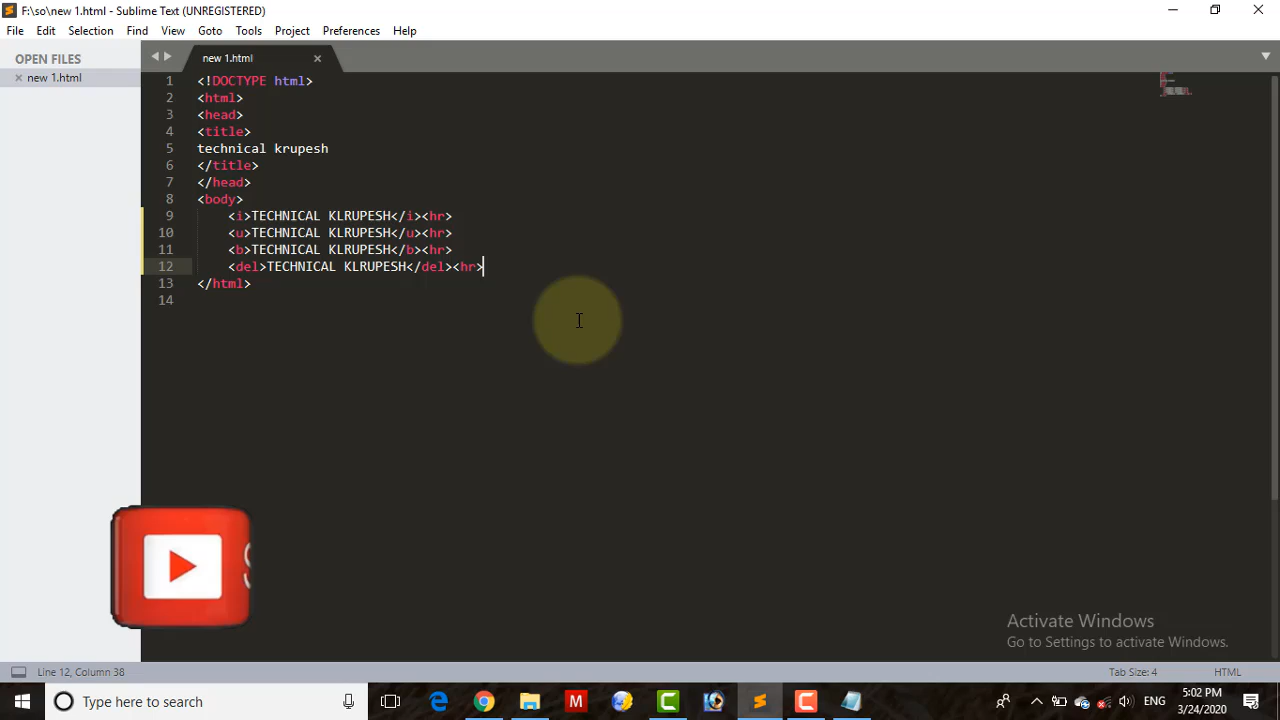 F:\so\new 1.html - Sublime Text (UNREGISTERED)
File Edit Selection Find View Goto Tools Project Preferences Help
OPEN FILES
new 1.html
new 1.html
1 <!DOCTYPE html>
2 <html>
3 <head>
4 <title>
5 technical krupesh
6 </title>
7 </head>
8 <body>
9 <i>TECHNICAL KLRUPESH</i><hr>
10 <u>TECHNICAL KLRUPESH</u><hr>
11 <b>TECHNICAL KLRUPESH</b><hr>
12 <del>TECHNICAL KLRUPESH</del><hr>
13 </html>
14
Activate Windows
Go to Settings to activate Windows.
Line 12, Column 38
Tab Size: 4
HTML
Type here to search
ENG
5:02 PM
3/24/2020